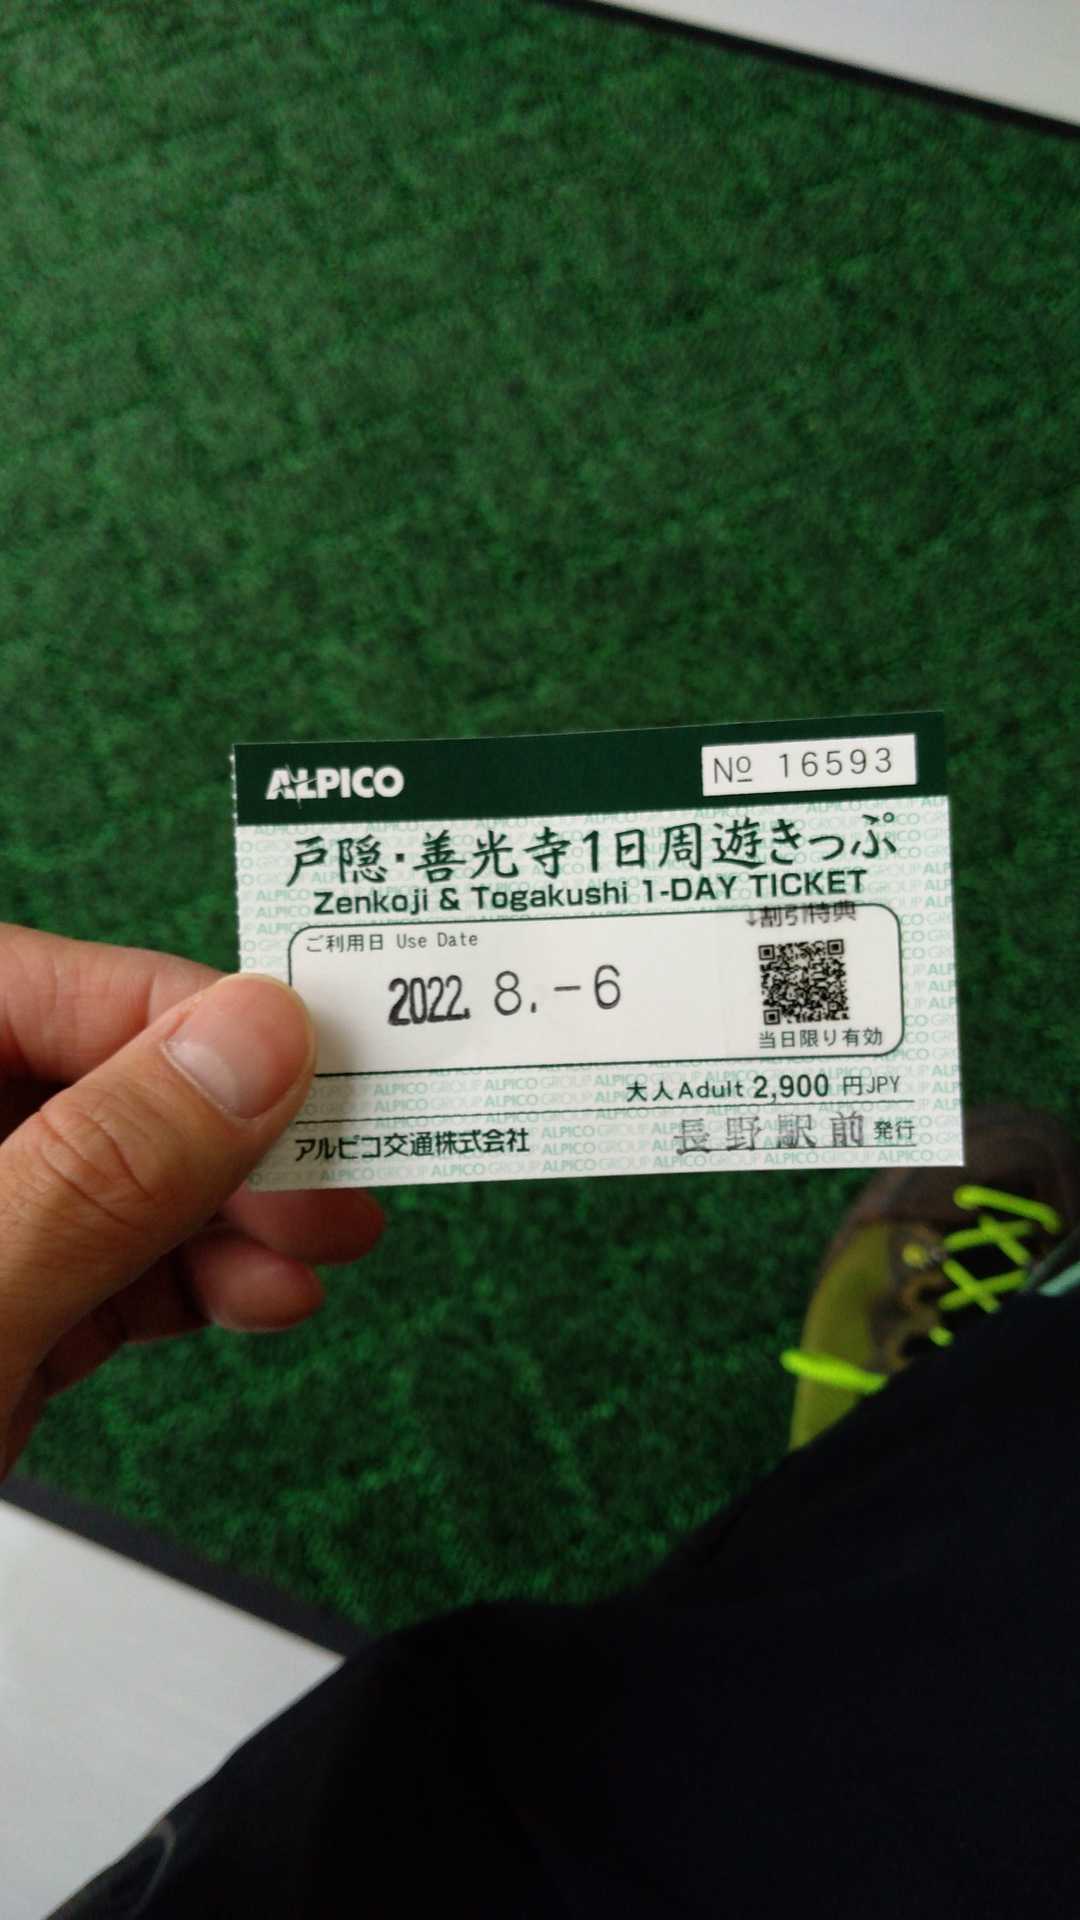 ALPICO
No 16593
戸隠・善光寺1日周遊きっぷ
Zenkoji & Togakushi 1-DAY TICKET
↓割引特典
ご利用日 Use Date
2022. 8. -6
当日限り有効
大人 Adult 2,900 円JPY
アルピコ交通株式会社
長野駅前 発行